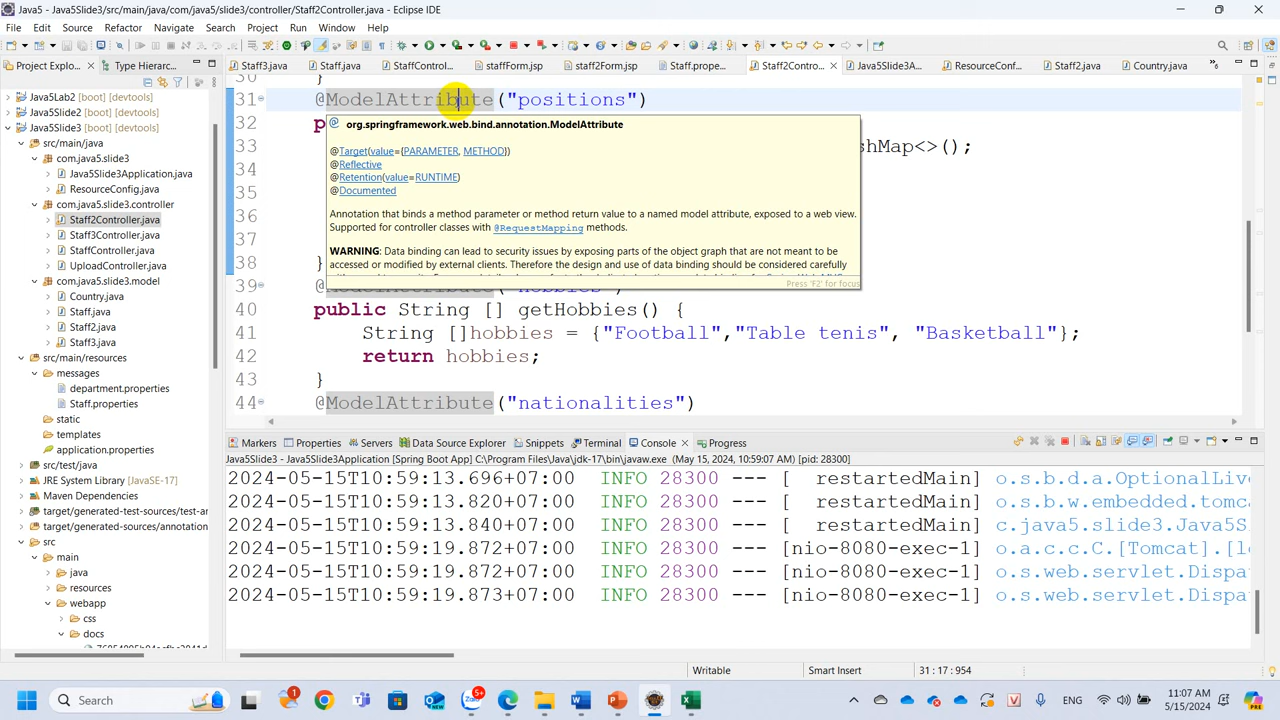 Java5 - Java5Slide3/src/main/java/com/java5/slide3/controller/Staff2Controller.java - Eclipse IDE
File Edit Source Refactor Navigate Search Project Run Window Help
Project Explo... Type Hierarc...
Staff3.java Staff.java StaffControl... staffForm.jsp staff2Form.jsp Staff.prope... Staff2Contro... Java5Slide3A... ResourceConf... Staff2.java Country.java
Java5Lab2 [boot] [devtools]
Java5Slide2 [boot] [devtools]
Java5Slide3 [boot] [devtools]
src/main/java
com.java5.slide3
Java5Slide3Application.java
ResourceConfig.java
com.java5.slide3.controller
Staff2Controller.java
Staff3Controller.java
StaffController.java
UploadController.java
com.java5.slide3.model
Country.java
Staff.java
Staff2.java
Staff3.java
src/main/resources
messages
department.properties
Staff.properties
static
templates
application.properties
src/test/java
JRE System Library [JavaSE-17]
Maven Dependencies
target/generated-sources/test-ar
target/generated-test-sources/annotation
src
main
java
resources
webapp
css
docs
30 }
31 @ModelAttribute("positions")
32 p
33 shMap<>();
34
35
36
37
38 }
39
40 public String [] getHobbies() {
41 String []hobbies = {"Football","Table tenis", "Basketball"};
42 return hobbies;
43 }
44 @ModelAttribute("nationalities")
@ org.springframework.web.bind.annotation.ModelAttribute
@Target(value={PARAMETER, METHOD})
@Reflective
@Retention(value=RUNTIME)
@Documented
Annotation that binds a method parameter or method return value to a named model attribute, exposed to a web view.
Supported for controller classes with @RequestMapping methods.
WARNING: Data binding can lead to security issues by exposing parts of the object graph that are not meant to be
accessed or modified by external clients. Therefore the design and use of data binding should be considered carefully
Press 'F2' for focus
Markers Properties Servers Data Source Explorer Snippets Terminal Console Progress
Java5Slide3 - Java5Slide3Application [Spring Boot App] C:\Program Files\Java\jdk-17\bin\javaw.exe (May 15, 2024, 10:59:07 AM) [pid: 28300]
2024-05-15T10:59:13.696+07:00 INFO 28300 --- [ restartedMain] o.s.b.d.a.OptionalLive
2024-05-15T10:59:13.820+07:00 INFO 28300 --- [ restartedMain] o.s.b.w.embedded.tomca
2024-05-15T10:59:13.840+07:00 INFO 28300 --- [ restartedMain] c.java5.slide3.Java5S
2024-05-15T10:59:19.872+07:00 INFO 28300 --- [nio-8080-exec-1] o.a.c.c.C.[Tomcat].[lo
2024-05-15T10:59:19.872+07:00 INFO 28300 --- [nio-8080-exec-1] o.s.web.servlet.Dispa
2024-05-15T10:59:19.873+07:00 INFO 28300 --- [nio-8080-exec-1] o.s.web.servlet.Dispa
Writable Smart Insert 31 : 17 : 954
Search
ENG 11:07 AM
5/15/2024